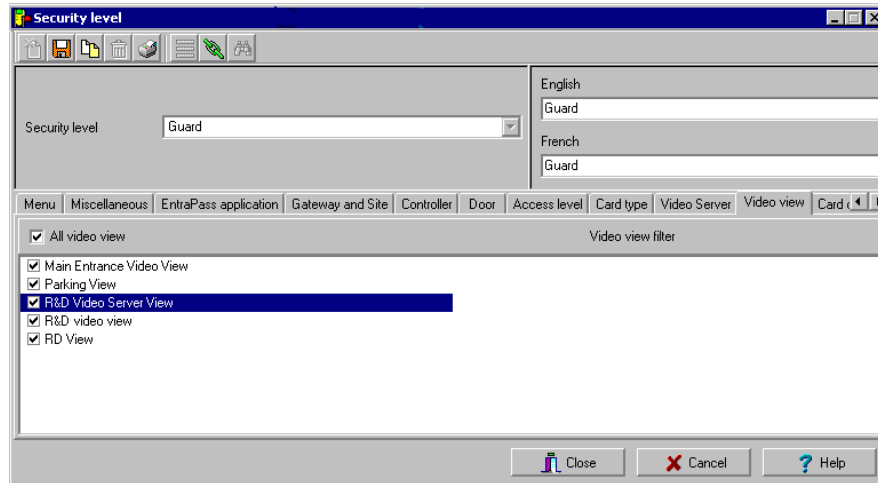 Security level
English
Guard
Security level Guard
French
Guard
Menu Miscellaneous EntraPass application Gateway and Site Controller Door Access level Card type Video Server Video view Card
All video view Video view filter
Main Entrance Video View
Parking View
R&D Video Server View
R&D video view
RD View
Close Cancel Help